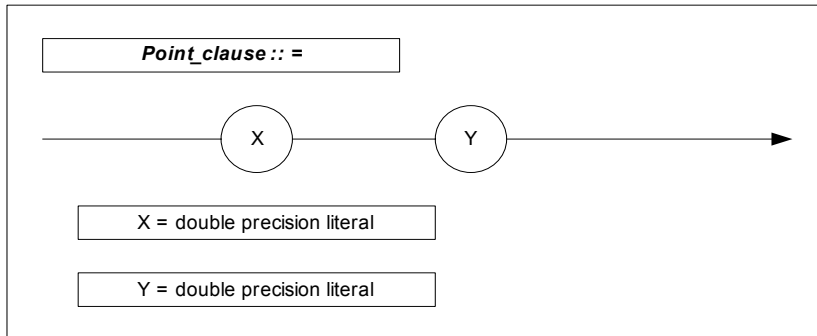 Point_clause :: =
X
Y
X = double precision literal
Y = double precision literal